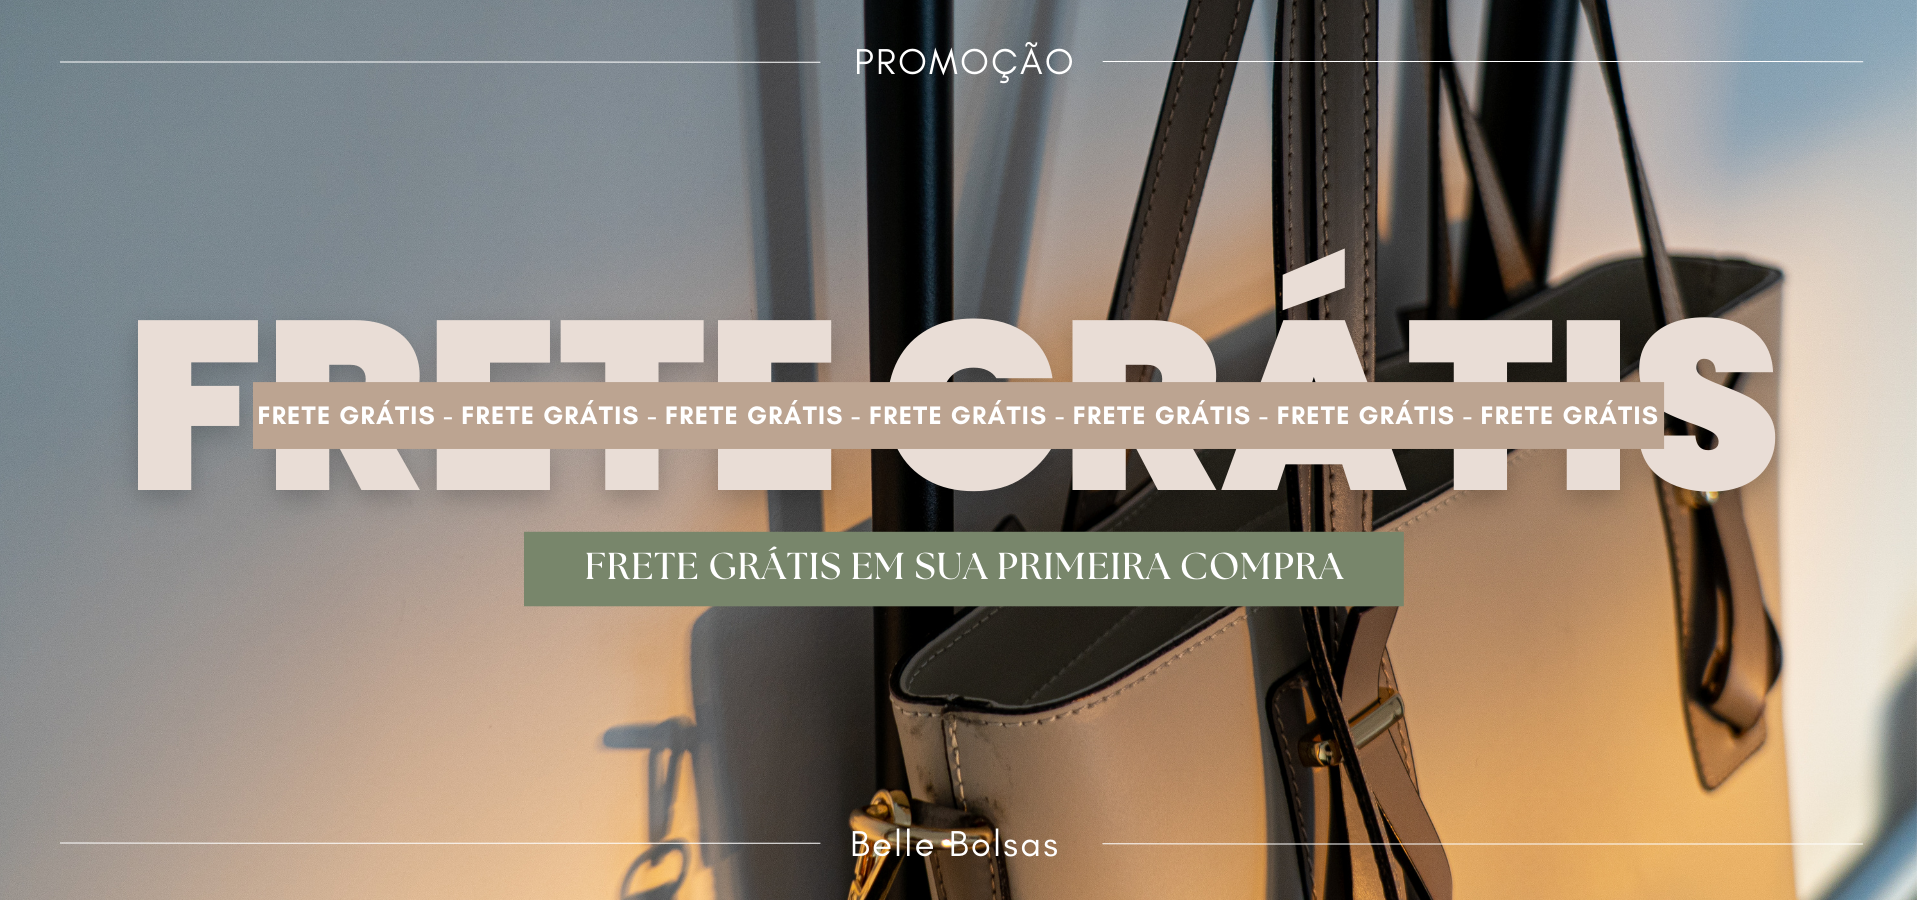 PROMOÇÃO
FRETE GRÁTIS
FRETE GRÁTIS - FRETE GRÁTIS - FRETE GRÁTIS - FRETE GRÁTIS - FRETE GRÁTIS - FRETE GRÁTIS - FRETE GRÁTIS
FRETE GRÁTIS EM SUA PRIMEIRA COMPRA
Belle Bolsas